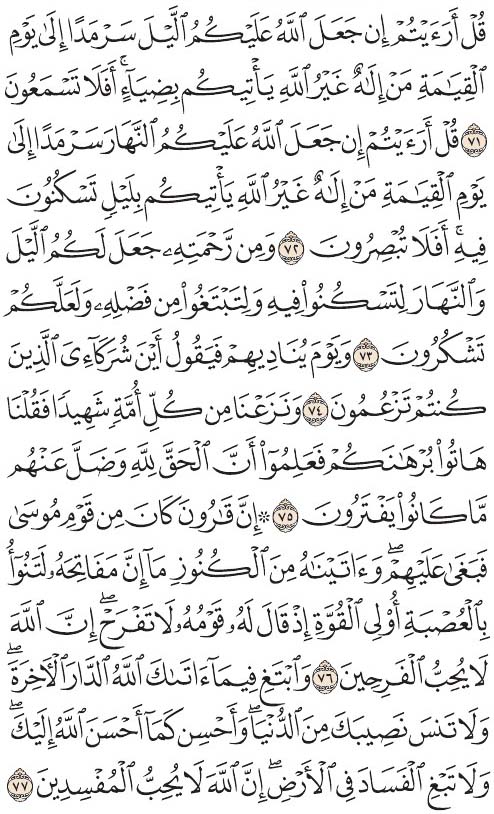 قُلْ أَرَءَيْتُمْ إِن جَعَلَ ٱللَّهُ عَلَيْكُمُ ٱلَّيْلَ سَرْمَدًا إِلَىٰ يَوْمِ
ٱلْقِيَٰمَةِ مَنْ إِلَٰهٌ غَيْرُ ٱللَّهِ يَأْتِيكُم بِضِيَآءٍ ۖ أَفَلَا تَسْمَعُونَ
٧١ قُلْ أَرَءَيْتُمْ إِن جَعَلَ ٱللَّهُ عَلَيْكُمُ ٱلنَّهَارَ سَرْمَدًا إِلَىٰ
يَوْمِ ٱلْقِيَٰمَةِ مَنْ إِلَٰهٌ غَيْرُ ٱللَّهِ يَأْتِيكُم بِلَيْلٍ تَسْكُنُونَ
فِيهِ ۚ أَفَلَا تُبْصِرُونَ ٧٢ وَمِن رَّحْمَتِهِۦ جَعَلَ لَكُمُ ٱلَّيْلَ
وَٱلنَّهَارَ لِتَسْكُنُوا۟ فِيهِ وَلِتَبْتَغُوا۟ مِن فَضْلِهِۦ وَلَعَلَّكُمْ
تَشْكُرُونَ ٧٣ وَيَوْمَ يُنَادِيهِمْ فَيَقُولُ أَيْنَ شُرَكَآءِىَ ٱلَّذِينَ
كُنتُمْ تَزْعُمُونَ ٧٤ وَنَزَعْنَا مِن كُلِّ أُمَّةٍ شَهِيدًا فَقُلْنَا
هَاتُوا۟ بُرْهَٰنَكُمْ فَعَلِمُوٓا۟ أَنَّ ٱلْحَقَّ لِلَّهِ وَضَلَّ عَنْهُم
مَّا كَانُوا۟ يَفْتَرُونَ ٧٥ ۞ إِنَّ قَٰرُونَ كَانَ مِن قَوْمِ مُوسَىٰ
فَبَغَىٰ عَلَيْهِمْ ۖ وَءَاتَيْنَٰهُ مِنَ ٱلْكُنُوزِ مَآ إِنَّ مَفَاتِحَهُۥ لَتَنُوٓأُ
بِٱلْعُصْبَةِ أُو۟لِى ٱلْقُوَّةِ إِذْ قَالَ لَهُۥ قَوْمُهُۥ لَا تَفْرَحْ ۖ إِنَّ ٱللَّهَ
لَا يُحِبُّ ٱلْفَرِحِينَ ٧٦ وَٱبْتَغِ فِيمَآ ءَاتَىٰكَ ٱللَّهُ ٱلدَّارَ ٱلْءَاخِرَةَ ۖ
وَلَا تَنسَ نَصِيبَكَ مِنَ ٱلدُّنْيَا ۖ وَأَحْسِن كَمَآ أَحْسَنَ ٱللَّهُ إِلَيْكَ ۖ
وَلَا تَبْغِ ٱلْفَسَادَ فِى ٱلْأَرْضِ ۖ إِنَّ ٱللَّهَ لَا يُحِبُّ ٱلْمُفْسِدِينَ ٧٧